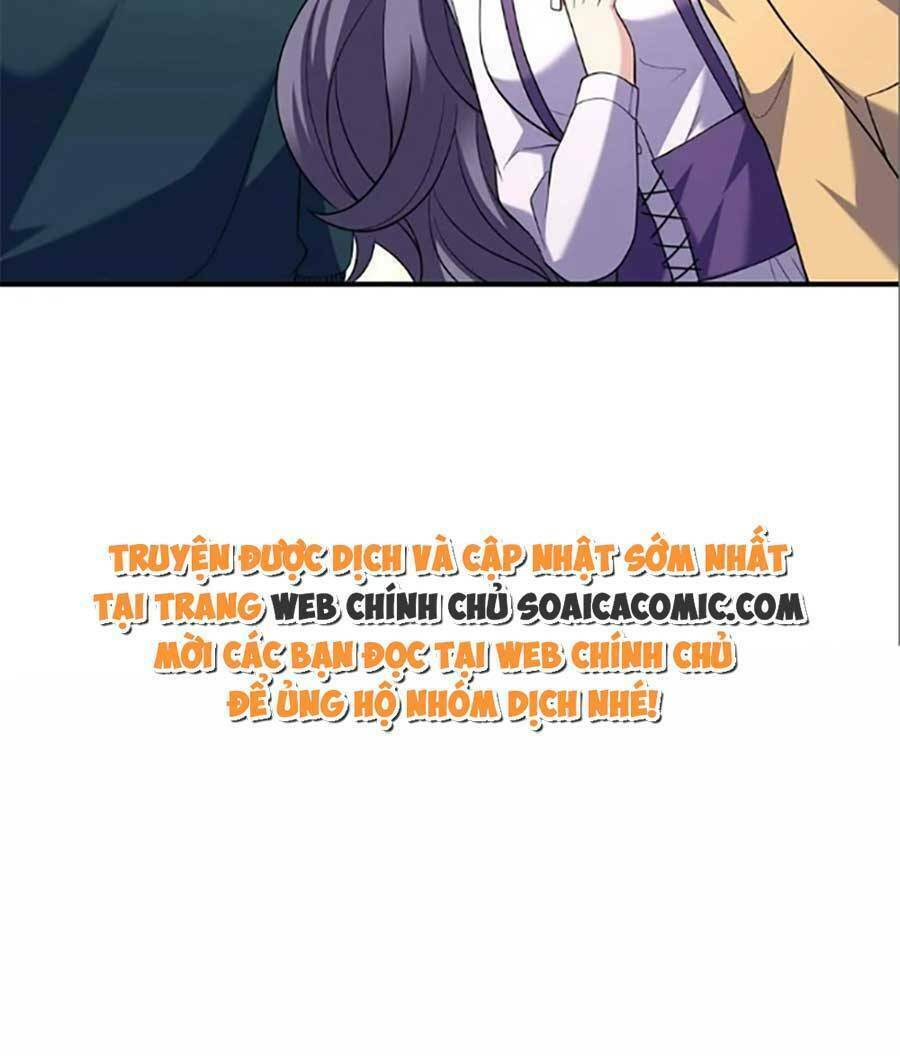 TRUYỆN ĐƯỢC DỊCH VÀ CẬP NHẬT SỚM NHẤT
TẠI TRANG WEB CHÍNH CHỦ SOAICACOMIC.COM
MỜI CÁC BẠN ĐỌC TẠI WEB CHÍNH CHỦ
ĐỂ ỦNG HỘ NHÓM DỊCH NHÉ!